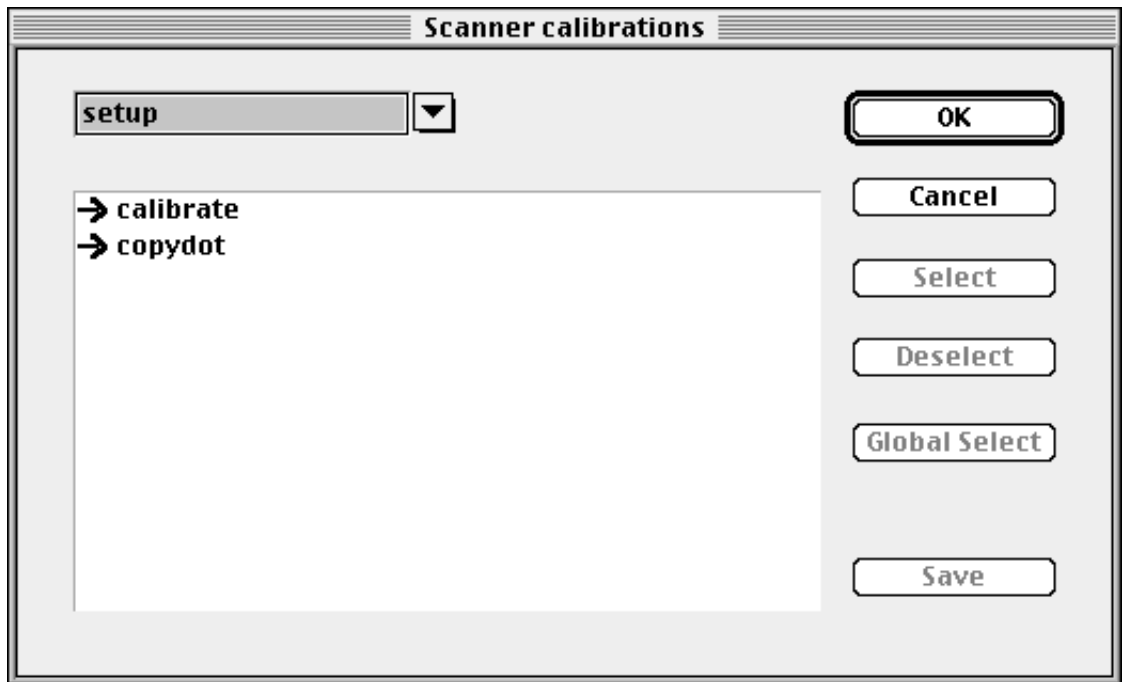 Scanner calibrations
setup
OK
Cancel
calibrate
copydot
Select
Deselect
Global Select
Save